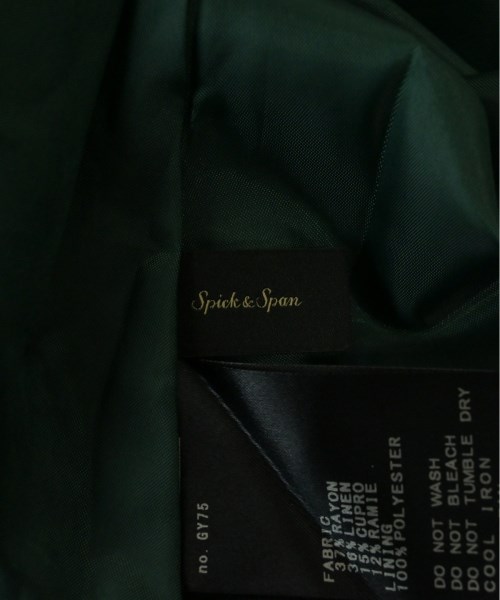 Spick & Span
no. GY75
FABRIC
37% RAYON
36% LINEN
15% CUPRO
12% RAMIE
LINING
100% POLYESTER
DO NOT WASH
DO NOT BLEACH
DO NOT TUMBLE DRY
COOL IRON